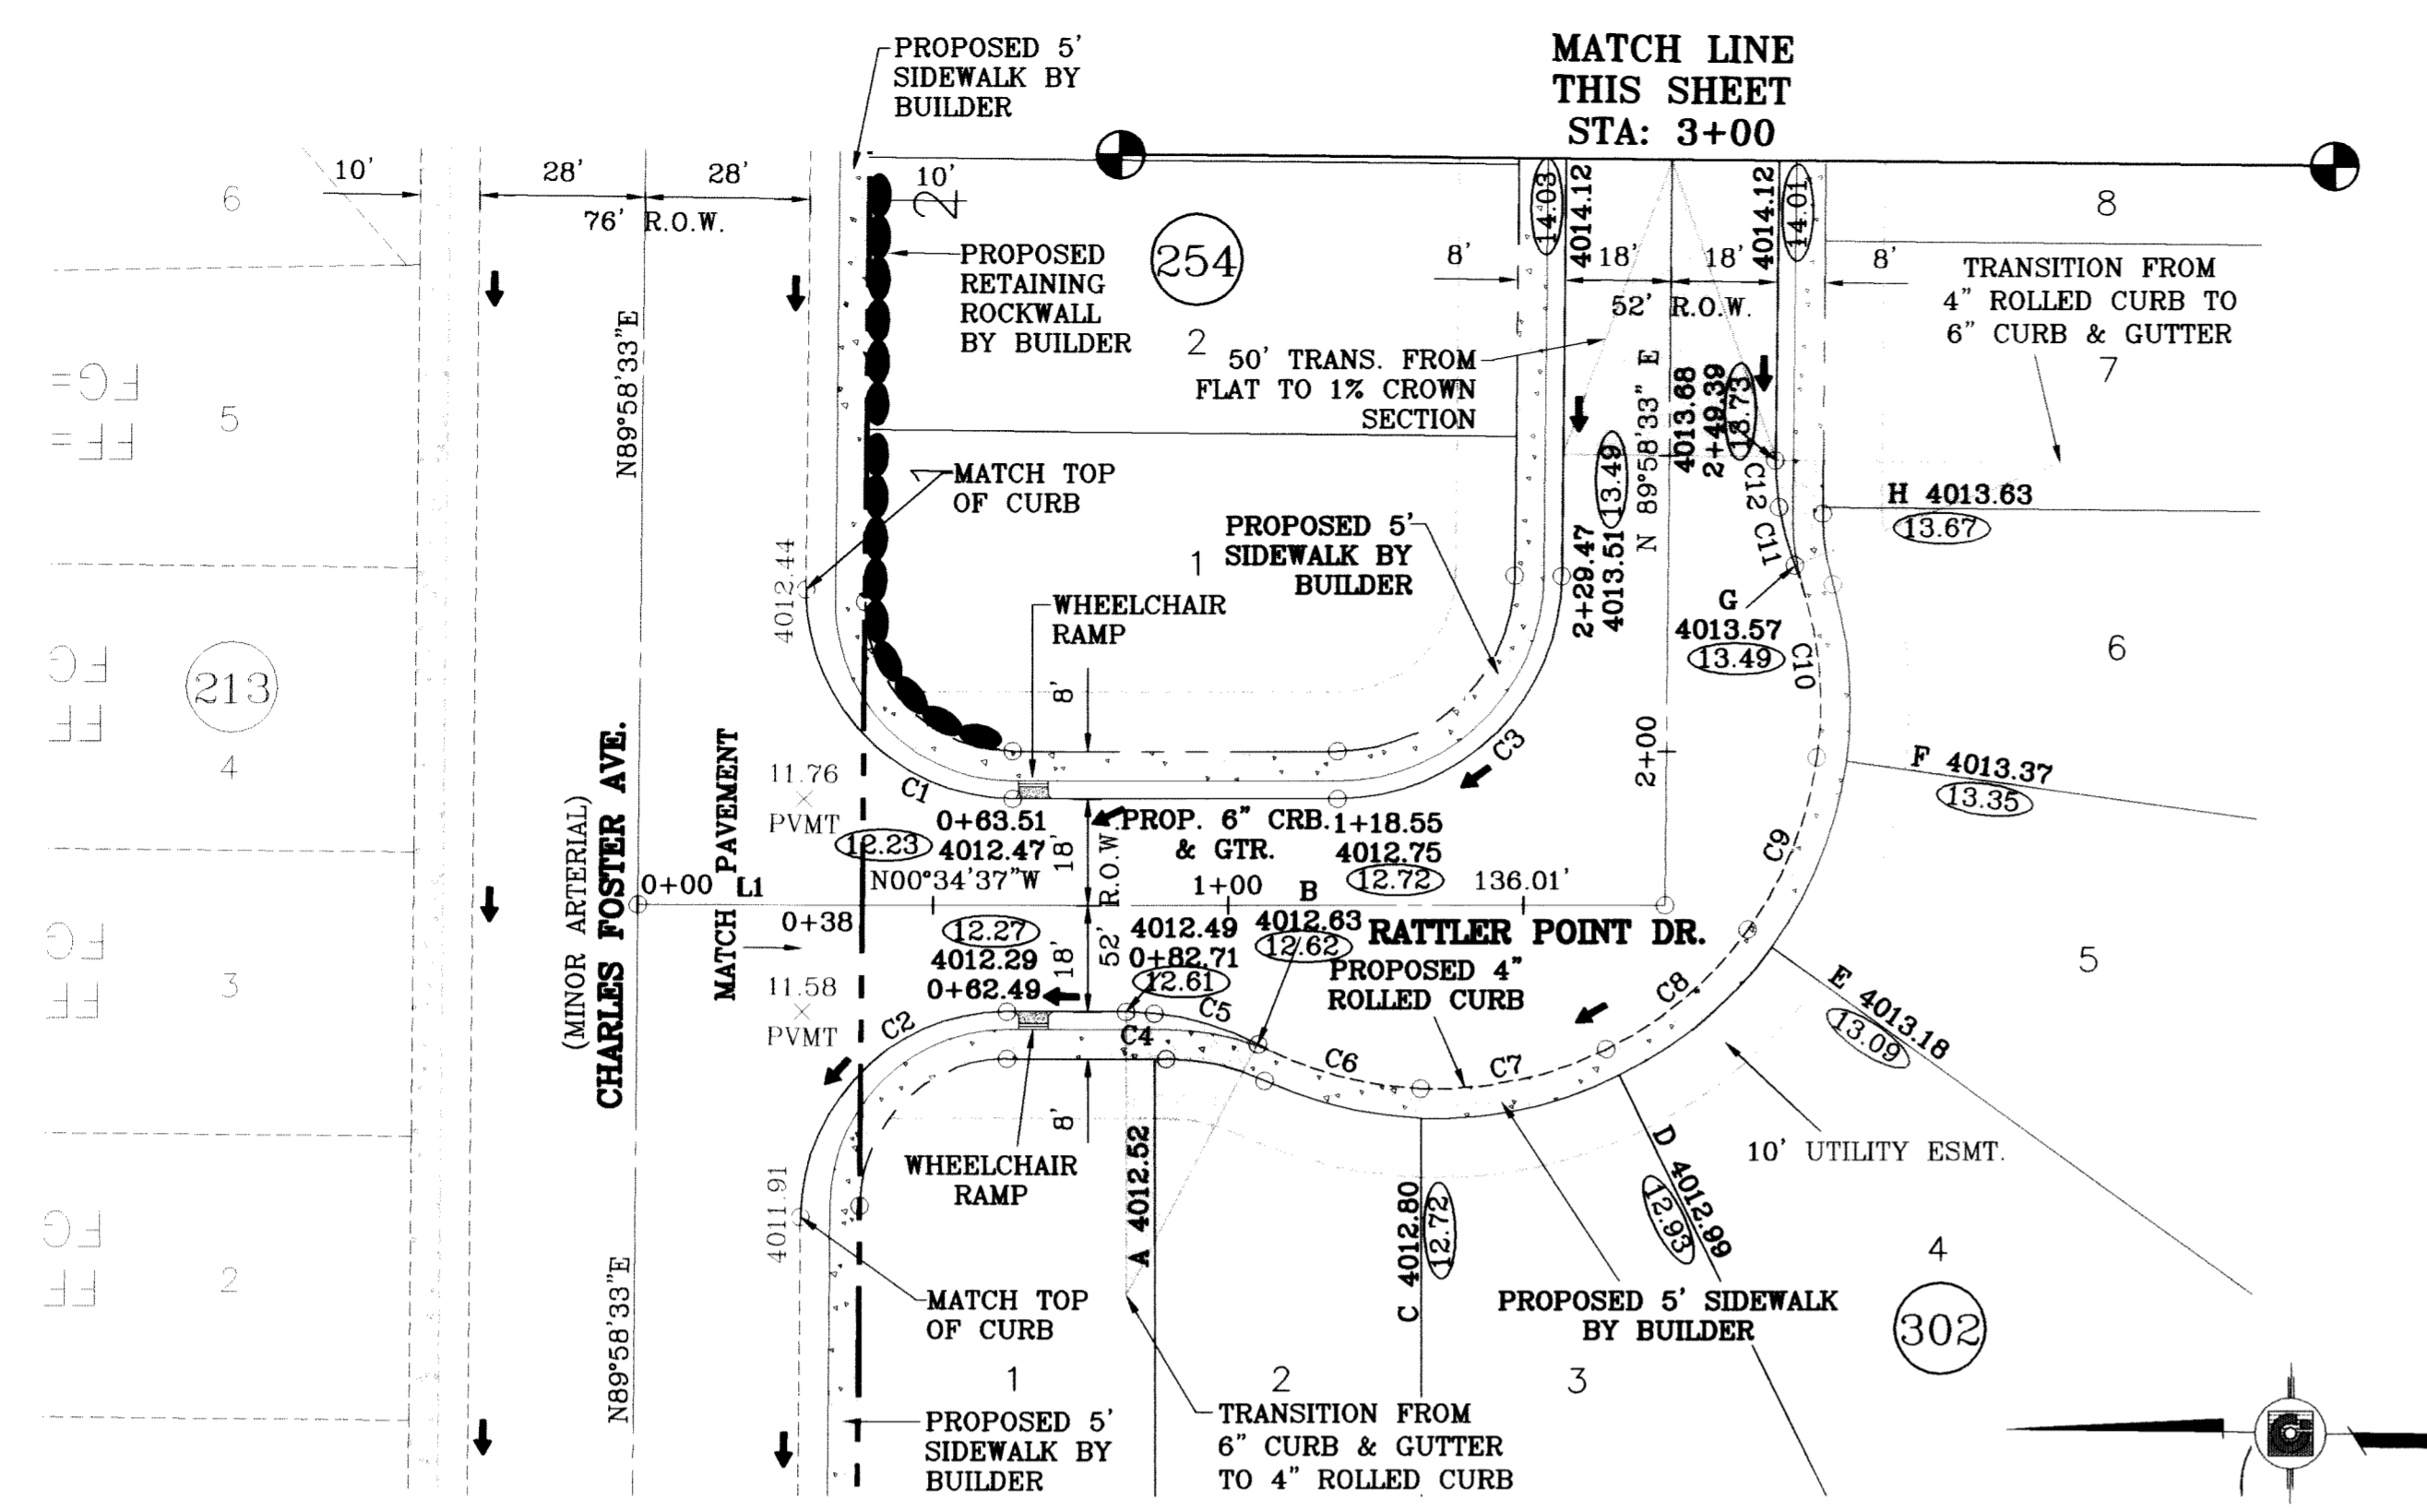 PROPOSED 5'
SIDEWALK BY
BUILDER
MATCH LINE
THIS SHEET
STA: 3+00
10'
28'
28'
76' R.O.W.
10'
2
6
5
FG=
FF=
FG
FF
213
4
FG
FF
3
FG
FF
2
N89°58'33"E
(MINOR ARTERIAL)
CHARLES FOSTER AVE.
N89°58'33"E
PROPOSED
RETAINING
ROCKWALL
BY BUILDER
254
2
50' TRANS. FROM
FLAT TO 1% CROWN
SECTION
8'
18'
18'
8'
52' R.O.W.
14.03
4014.12
4014.12
14.01
8
TRANSITION FROM
4" ROLLED CURB TO
6" CURB & GUTTER
7
MATCH TOP
OF CURB
4012.44
1
PROPOSED 5'
SIDEWALK BY
BUILDER
WHEELCHAIR
RAMP
8'
2+29.47
4013.51
13.49
N 89°58'33" E
4013.68
2+49.39
13.73
C12
C11
H 4013.63
13.67
G
4013.57
13.49
C10
6
2+00
F 4013.37
13.35
C9
C3
C1
MATCH PAVEMENT
11.76
PVMT
12.23
0+63.51
4012.47
N00°34'37"W
18'
R.O.W.
PROP. 6" CRB.
& GTR.
1+18.55
4012.75
12.72
136.01'
0+00
L1
0+38
1+00
B
4012.63
12.62
RATTLER POINT DR.
12.27
4012.29
0+62.49
18'
52'
4012.49
0+82.71
12.61
11.58
PVMT
PROPOSED 4"
ROLLED CURB
C2
C4
C5
C6
C7
C8
E 4013.18
13.09
5
8'
WHEELCHAIR
RAMP
4011.91
MATCH TOP
OF CURB
A 4012.52
C 4012.80
12.72
D 4012.99
12.93
10' UTILITY ESMT.
4
302
PROPOSED 5' SIDEWALK
BY BUILDER
1
2
3
PROPOSED 5'
SIDEWALK BY
BUILDER
TRANSITION FROM
6" CURB & GUTTER
TO 4" ROLLED CURB